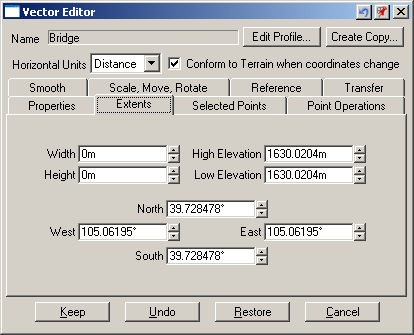 Vector Editor
Name Bridge Edit Profile... Create Copy...
Horizontal Units Distance Conform to Terrain when coordinates change
Smooth Scale, Move, Rotate Reference Transfer
Properties Extents Selected Points Point Operations
Width 0m High Elevation 1630.0204m
Height 0m Low Elevation 1630.0204m
North 39.728478°
West 105.06195° East 105.06195°
South 39.728478°
Keep Undo Restore Cancel